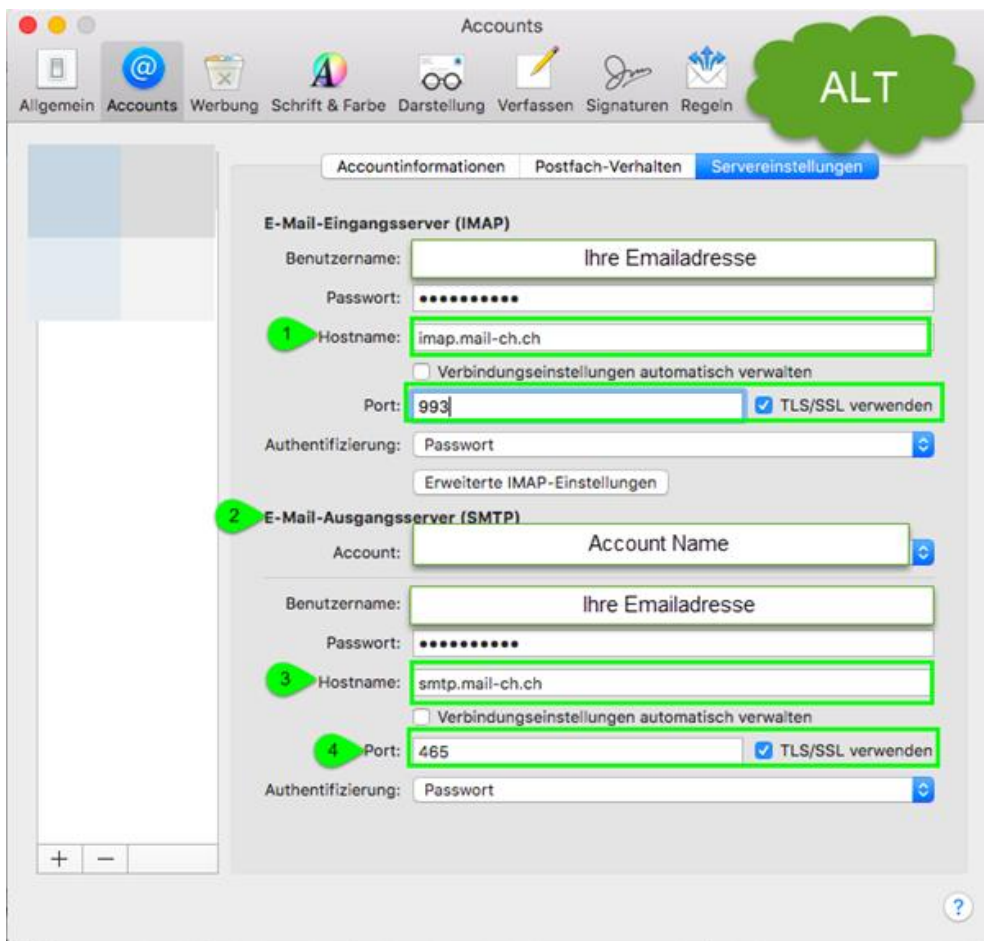 Accounts
Allgemein Accounts Werbung Schrift & Farbe Darstellung Verfassen Signaturen Regeln
ALT
Accountinformationen Postfach-Verhalten Servereinstellungen
E-Mail-Eingangsserver (IMAP)
Benutzername: Ihre Emailadresse
Passwort: ••••••••••
1 Hostname: imap.mail-ch.ch
Verbindungseinstellungen automatisch verwalten
Port: 993 TLS/SSL verwenden
Authentifizierung: Passwort
Erweiterte IMAP-Einstellungen
2 E-Mail-Ausgangsserver (SMTP)
Account: Account Name
Benutzername: Ihre Emailadresse
Passwort: ••••••••••
3 Hostname: smtp.mail-ch.ch
Verbindungseinstellungen automatisch verwalten
4 Port: 465 TLS/SSL verwenden
Authentifizierung: Passwort
+ −
?